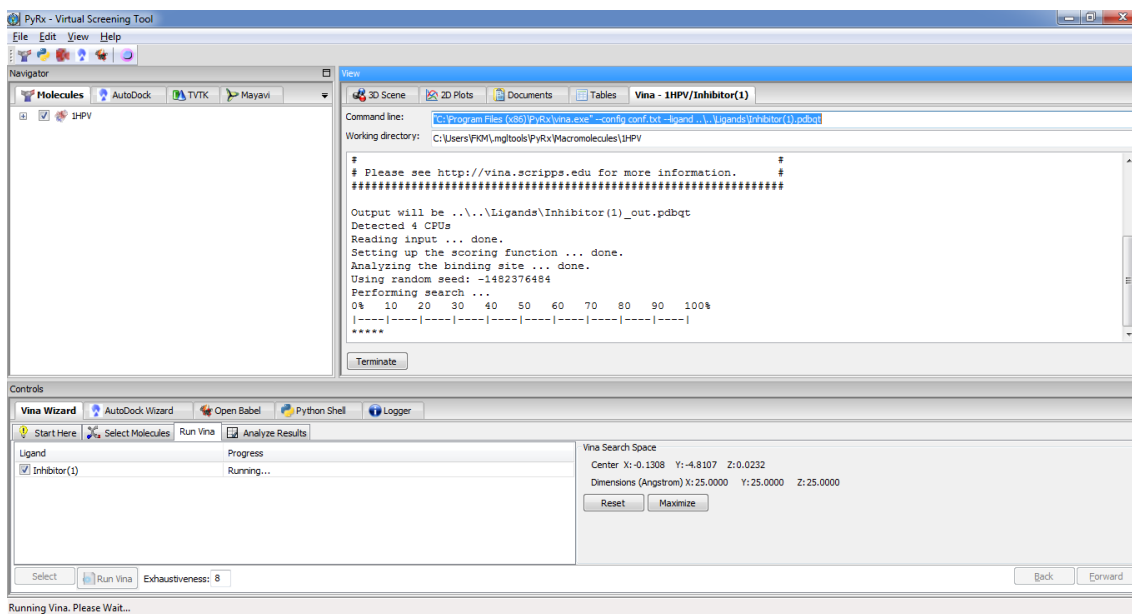 PyRx - Virtual Screening Tool
File Edit View Help
Navigator
View
Molecules AutoDock TVTK Mayavi
3D Scene 2D Plots Documents Tables Vina - 1HPV/Inhibitor(1)
1HPV
Command line: "C:\Program Files (x86)\PyRx\vina.exe" --config conf.txt --ligand ..\..\Ligands\Inhibitor(1).pdbqt
Working directory: C:\Users\FKM\.mgltools\PyRx\Macromolecules\1HPV
# #
# Please see http://vina.scripps.edu for more information. #
#################################################################
Output will be ..\..\Ligands\Inhibitor(1)_out.pdbqt
Detected 4 CPUs
Reading input ... done.
Setting up the scoring function ... done.
Analyzing the binding site ... done.
Using random seed: -1482376484
Performing search ...
0% 10 20 30 40 50 60 70 80 90 100%
|----|----|----|----|----|----|----|----|----|----|
*****
Terminate
Controls
Vina Wizard AutoDock Wizard Open Babel Python Shell Logger
Start Here Select Molecules Run Vina Analyze Results
Ligand Progress
Inhibitor(1) Running...
Vina Search Space
Center X:-0.1308 Y:-4.8107 Z:0.0232
Dimensions (Angstrom) X:25.0000 Y:25.0000 Z:25.0000
Reset Maximize
Select Run Vina Exhaustiveness: 8
Back Forward
Running Vina. Please Wait...